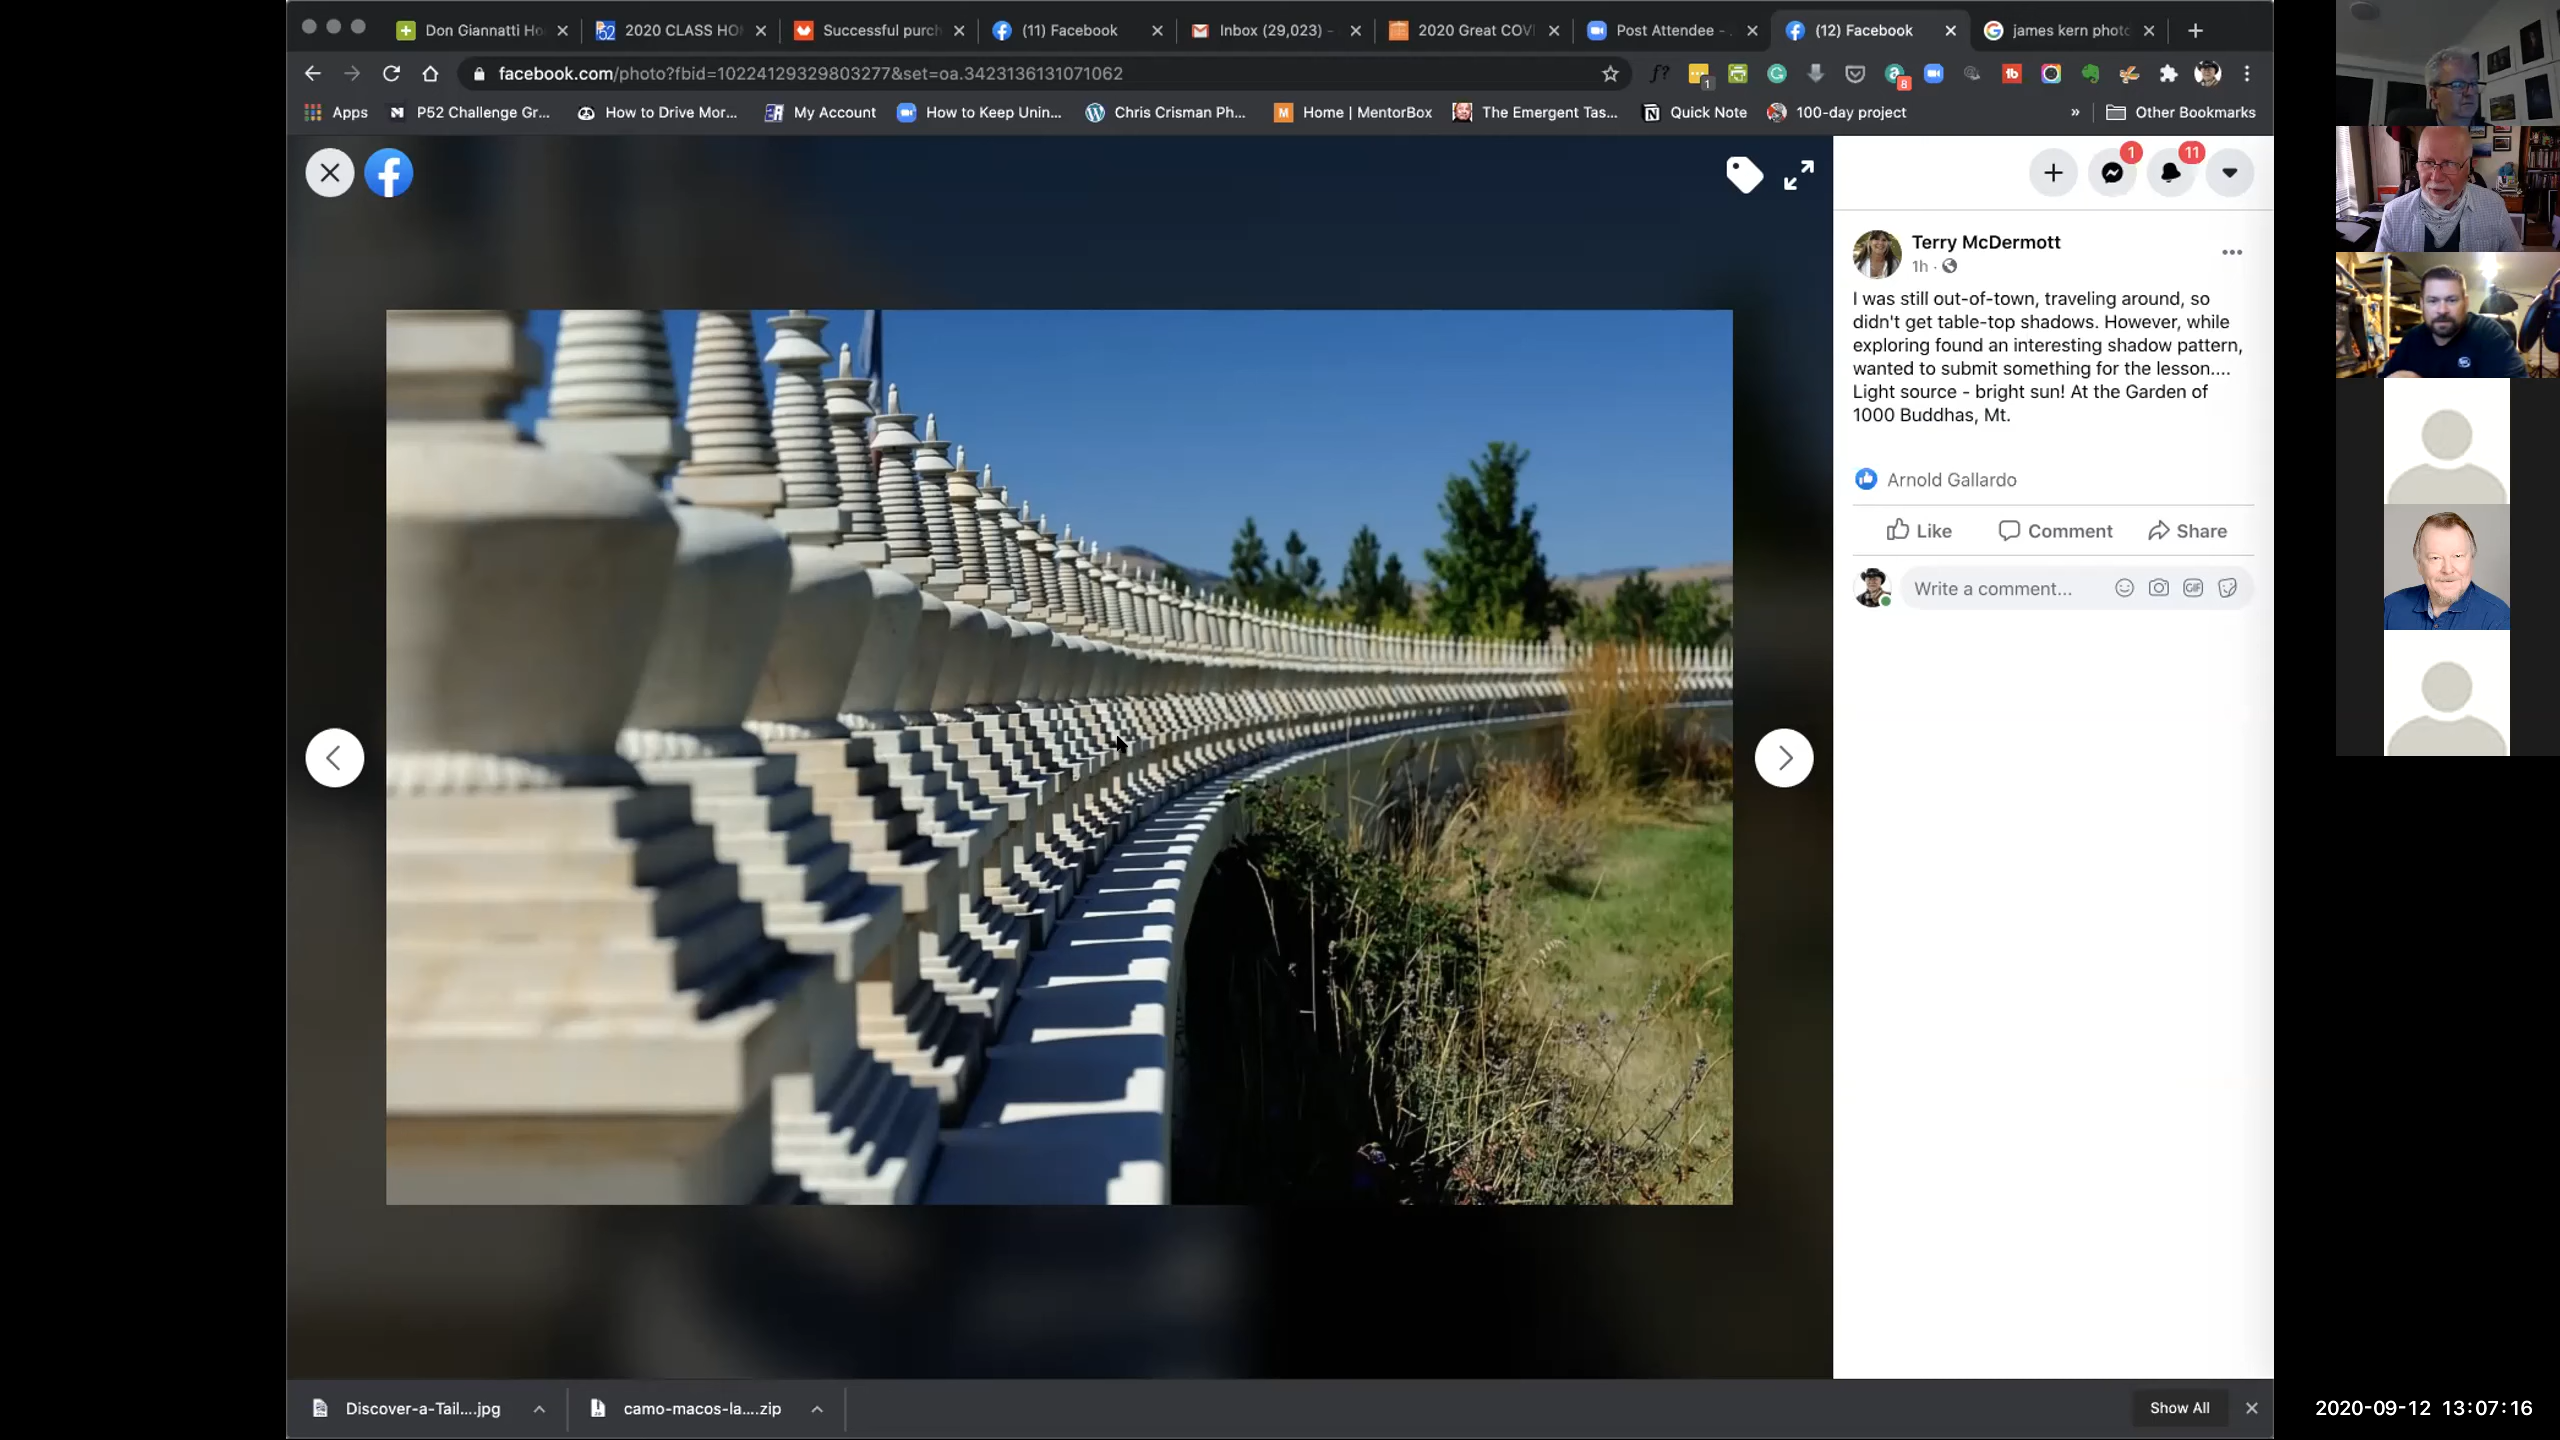 Don Giannatti Ho
2020 CLASS HO
Successful purch
(11) Facebook
Inbox (29,023) -
2020 Great COV
Post Attendee -
(12) Facebook
james kern photo
facebook.com/photo?fbid=10224129329803277&set=oa.3423136131071062
f?
1
8
tb
Apps
P52 Challenge Gr...
How to Drive Mor...
My Account
How to Keep Unin...
Chris Crisman Ph...
Home | MentorBox
The Emergent Tas...
Quick Note
100-day project
»
Other Bookmarks
1
11
Terry McDermott
1h ·
I was still out-of-town, traveling around, so
didn't get table-top shadows. However, while
exploring found an interesting shadow pattern,
wanted to submit something for the lesson....
Light source - bright sun! At the Garden of
1000 Buddhas, Mt.
Arnold Gallardo
Like
Comment
Share
Write a comment...
GIF
Discover-a-Tail....jpg
camo-macos-la....zip
Show All
2020-09-12 13:07:16